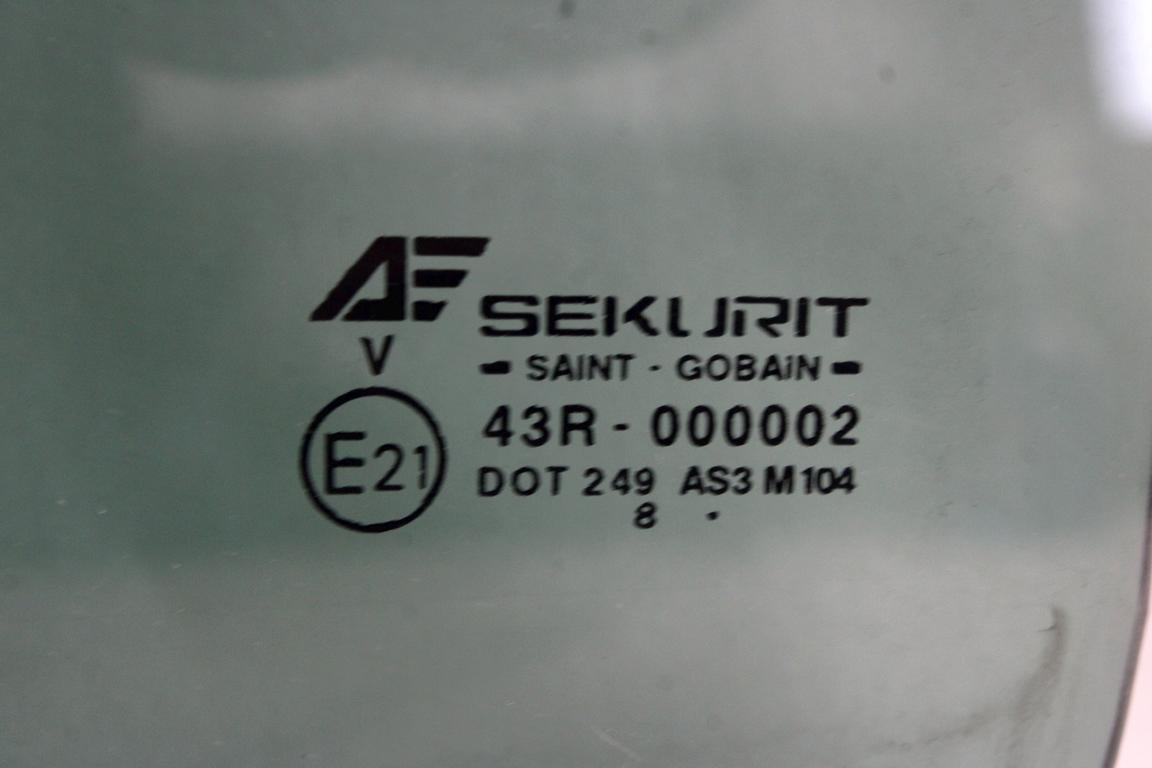 AF SEKURIT
V
- SAINT - GOBAiN -
E21
43R - 000002
DOT 249 AS3 M104
8 .